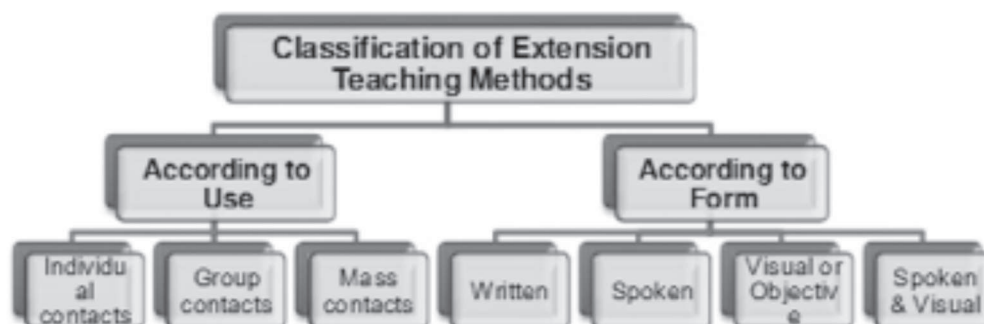 Classification of Extension
Teaching Methods
According to
Use
According to
Form
Individu
al
contacts
Group
contacts
Mass
contacts
Written
Spoken
Visual or
Objectiv
e
Spoken
& Visual